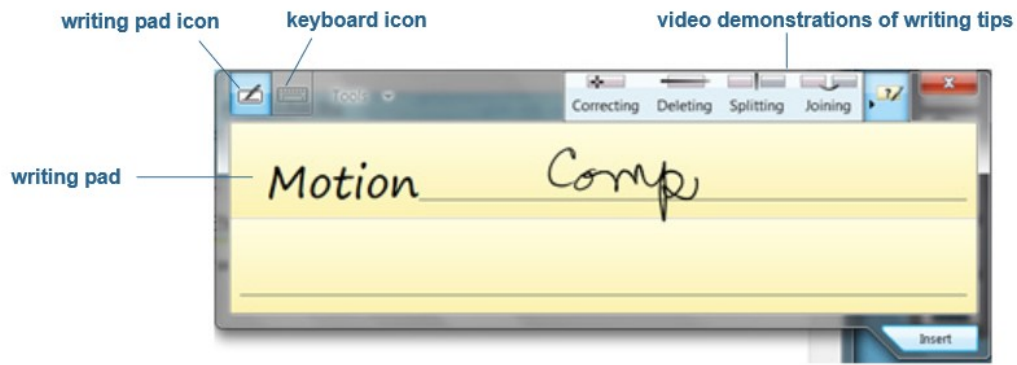 writing pad icon keyboard icon video demonstrations of writing tips
Tools
Correcting Deleting Splitting Joining
writing pad Motion Comp
Insert